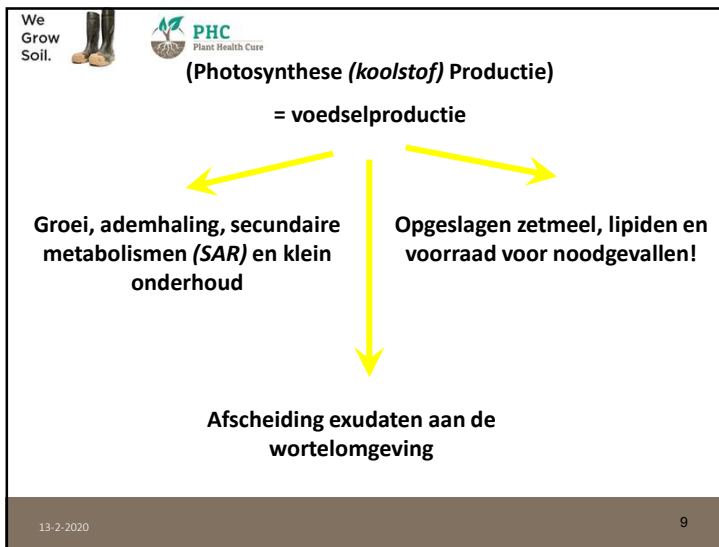 We
Grow
Soil.
PHC
Plant Health Cure
(Photosynthese (koolstof) Productie)
= voedselproductie
Groei, ademhaling, secundaire
metabolismen (SAR) en klein
onderhoud
Opgeslagen zetmeel, lipiden en
voorraad voor noodgevallen!
Afscheiding exudaten aan de
wortelomgeving
13-2-2020
9